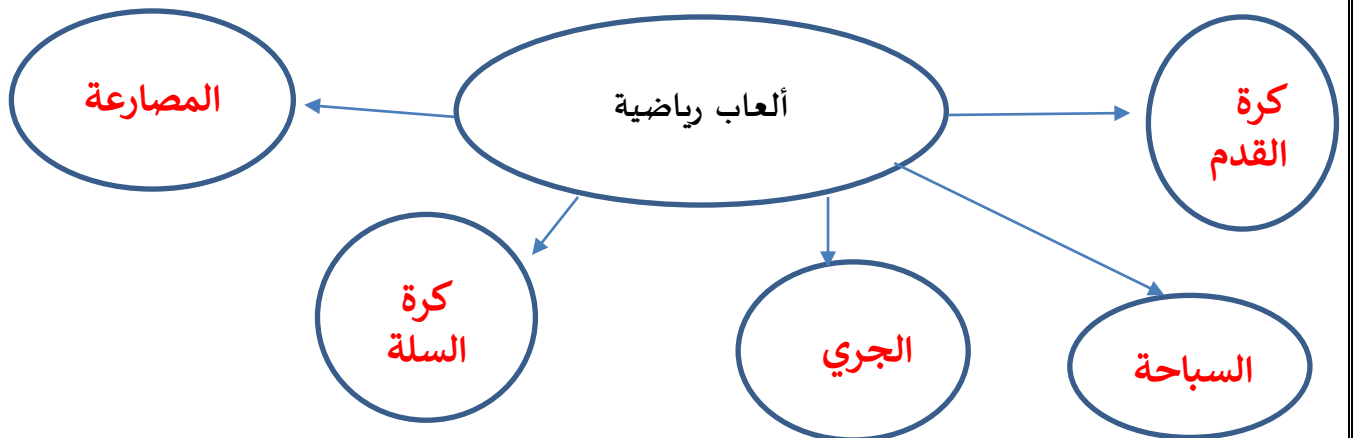 ألعاب رياضية
كرة
القدم
المصارعة
كرة
السلة
الجري
السباحة